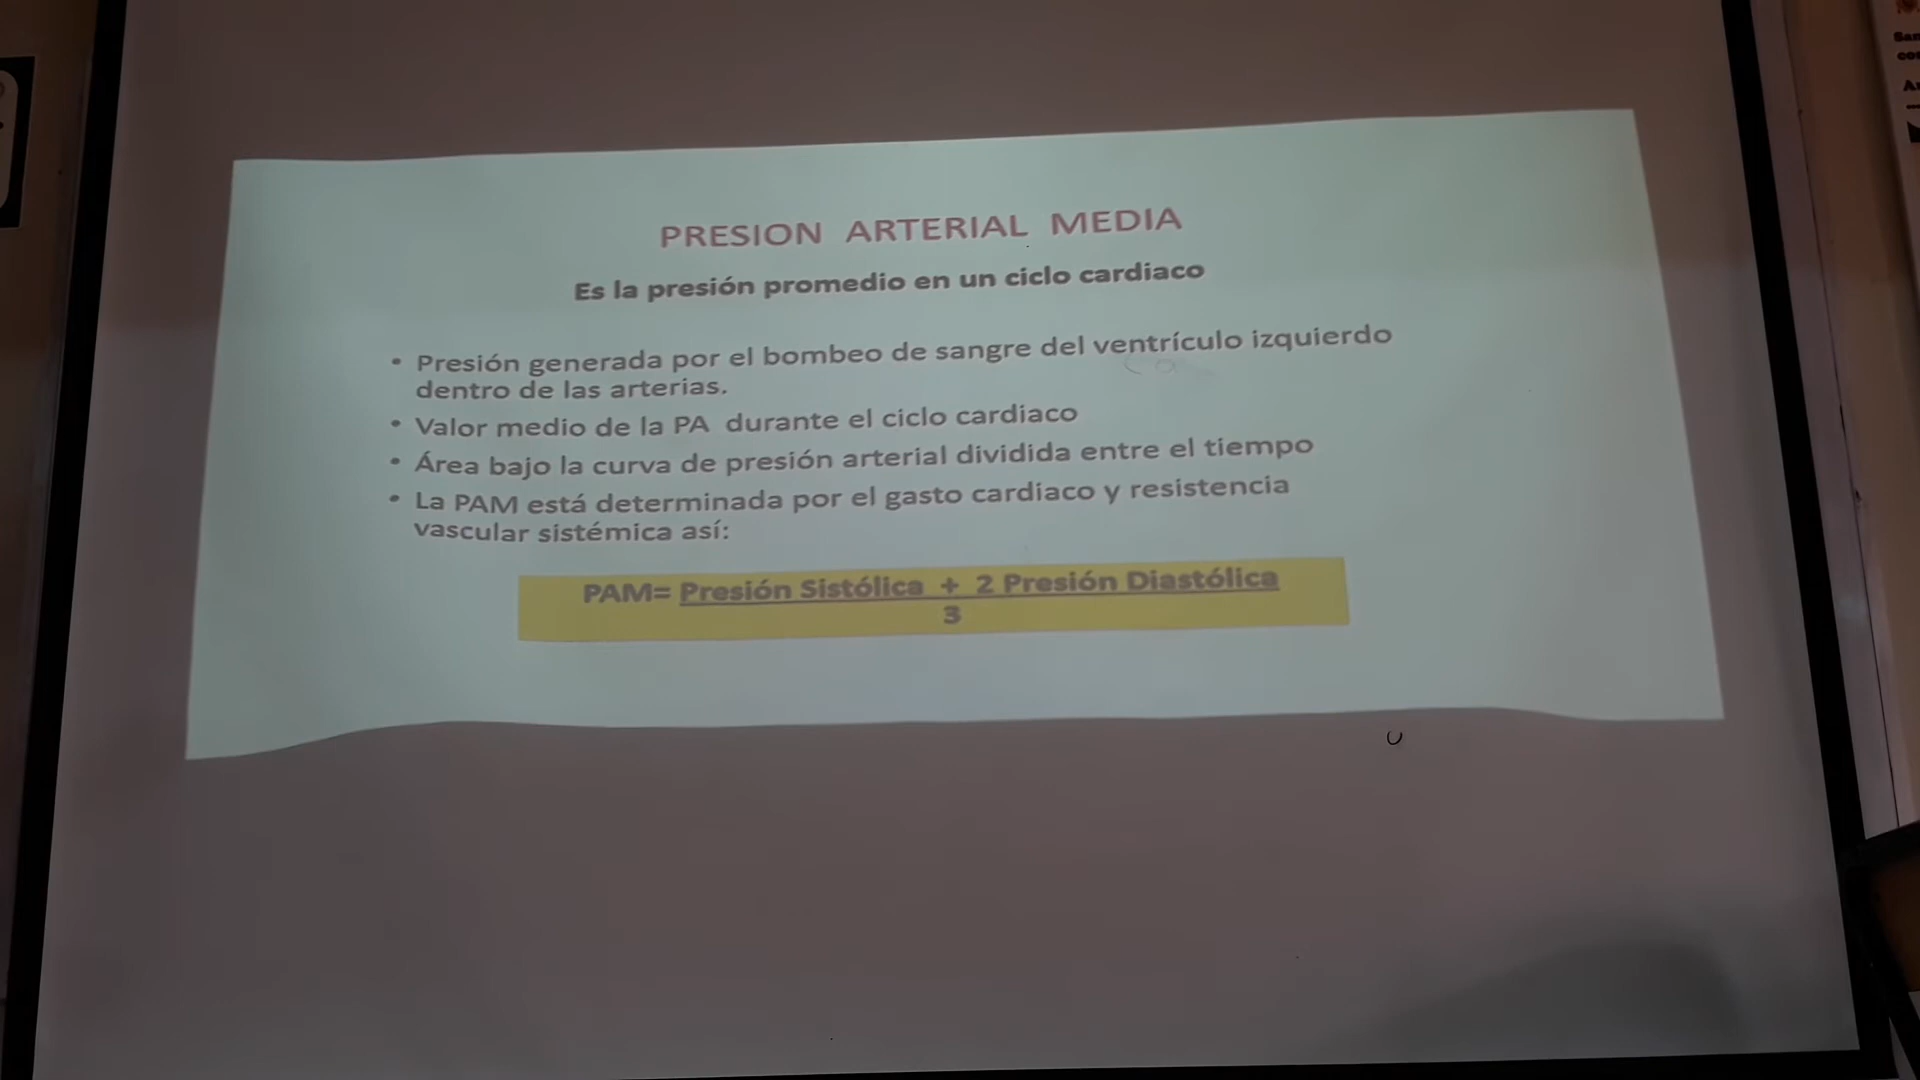 PRESION ARTERIAL MEDIA
Es la presión promedio en un ciclo cardiaco
• Presión generada por el bombeo de sangre del ventrículo izquierdo
dentro de las arterias.
• Valor medio de la PA durante el ciclo cardiaco
• Área bajo la curva de presión arterial dividida entre el tiempo
• La PAM está determinada por el gasto cardiaco y resistencia
vascular sistémica así:
PAM= Presión Sistólica + 2 Presión Diastólica
3